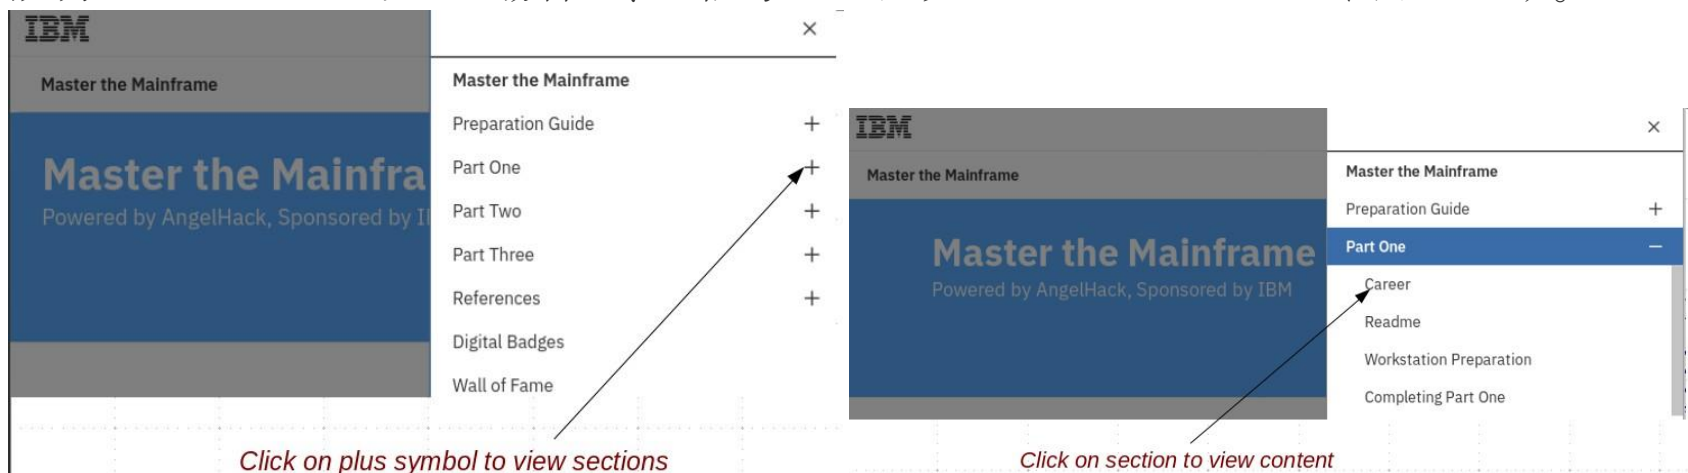 IBM
Master the Mainframe
Master the Mainfra
Powered by AngelHack, Sponsored by I
Master the Mainframe
Preparation Guide
Part One
Part Two
Part Three
References
Digital Badges
Wall of Fame
Click on plus symbol to view sections
IBM
Master the Mainframe
Master the Mainframe
Powered by AngelHack, Sponsored by IBM
Master the Mainframe
Preparation Guide
Part One
Career
Readme
Workstation Preparation
Completing Part One
Click on section to view content